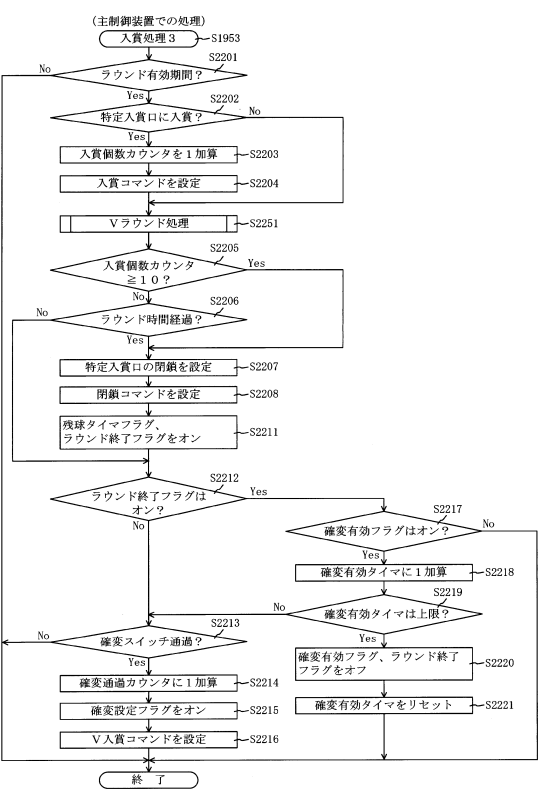 (主制御装置での処理)
入賞処理3
S1953
S2201
No
ラウンド有効期間?
Yes
S2202
特定入賞口に入賞?
No
Yes
入賞個数カウンタを1加算
S2203
入賞コマンドを設定
S2204
Vラウンド処理
S2251
S2205
入賞個数カウンタ
≧10?
Yes
No
S2206
No
ラウンド時間経過?
Yes
特定入賞口の閉鎖を設定
S2207
閉鎖コマンドを設定
S2208
残球タイマフラグ、
ラウンド終了フラグをオン
S2211
S2212
ラウンド終了フラグは
オン?
Yes
No
S2217
確変有効フラグはオン?
No
Yes
確変有効タイマに1加算
S2218
S2219
No
確変有効タイマは上限?
Yes
確変有効フラグ、ラウンド終了
フラグをオフ
S2220
確変有効タイマをリセット
S2221
S2213
No
確変スイッチ通過?
Yes
確変通過カウンタに1加算
S2214
確変設定フラグをオン
S2215
V入賞コマンドを設定
S2216
終 了